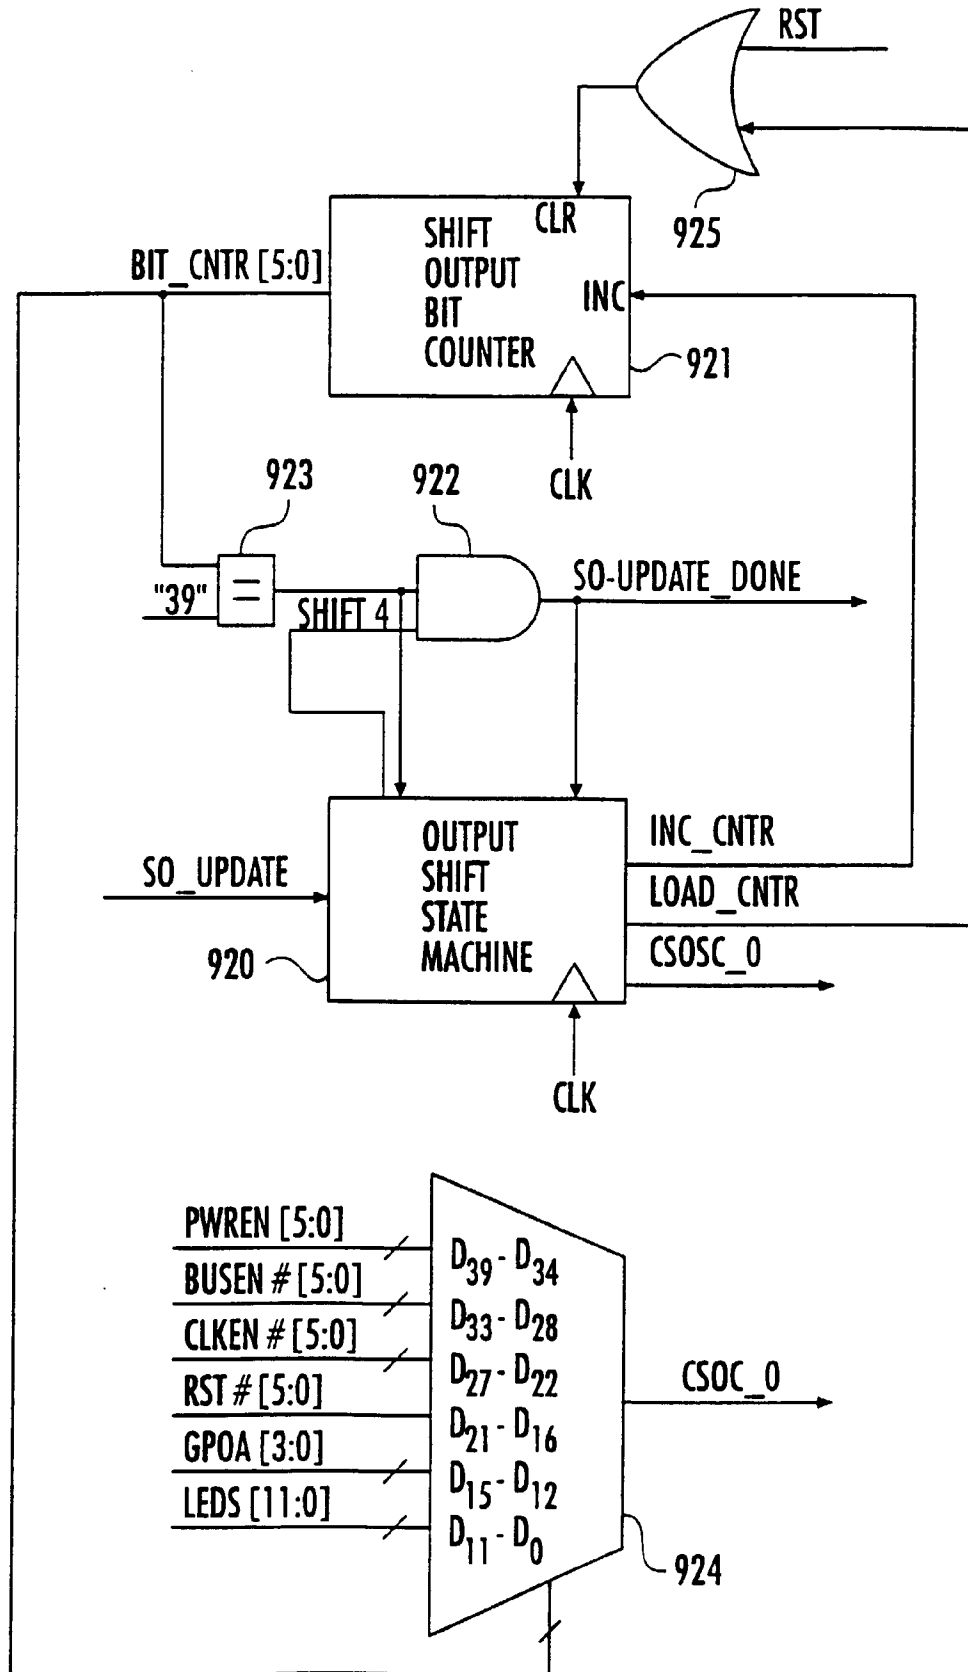 RST
925
CLR
SHIFT
OUTPUT
BIT
COUNTER
INC
BIT_CNTR [5:0]
921
CLK
923
922
"39"
=
SHIFT 4
SO-UPDATE_DONE
OUTPUT
SHIFT
STATE
MACHINE
SO_UPDATE
920
INC_CNTR
LOAD_CNTR
CSOSC_0
CLK
PWREN [5:0]
BUSEN # [5:0]
CLKEN # [5:0]
RST # [5:0]
GPOA [3:0]
LEDS [11:0]
D39 - D34
D33 - D28
D27 - D22
D21 - D16
D15 - D12
D11 - D0
CSOC_0
924